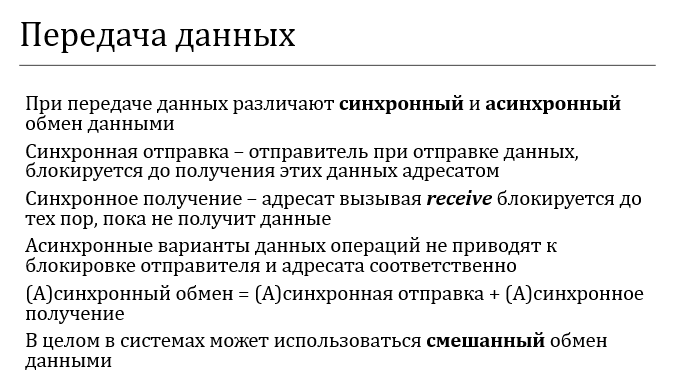 Передача данных
При передаче данных различают синхронный и асинхронный
обмен данными
Синхронная отправка – отправитель при отправке данных,
блокируется до получения этих данных адресатом
Синхронное получение – адресат вызывая receive блокируется до
тех пор, пока не получит данные
Асинхронные варианты данных операций не приводят к
блокировке отправителя и адресата соответственно
(А)синхронный обмен = (А)синхронная отправка + (А)синхронное
получение
В целом в системах может использоваться смешанный обмен
данными